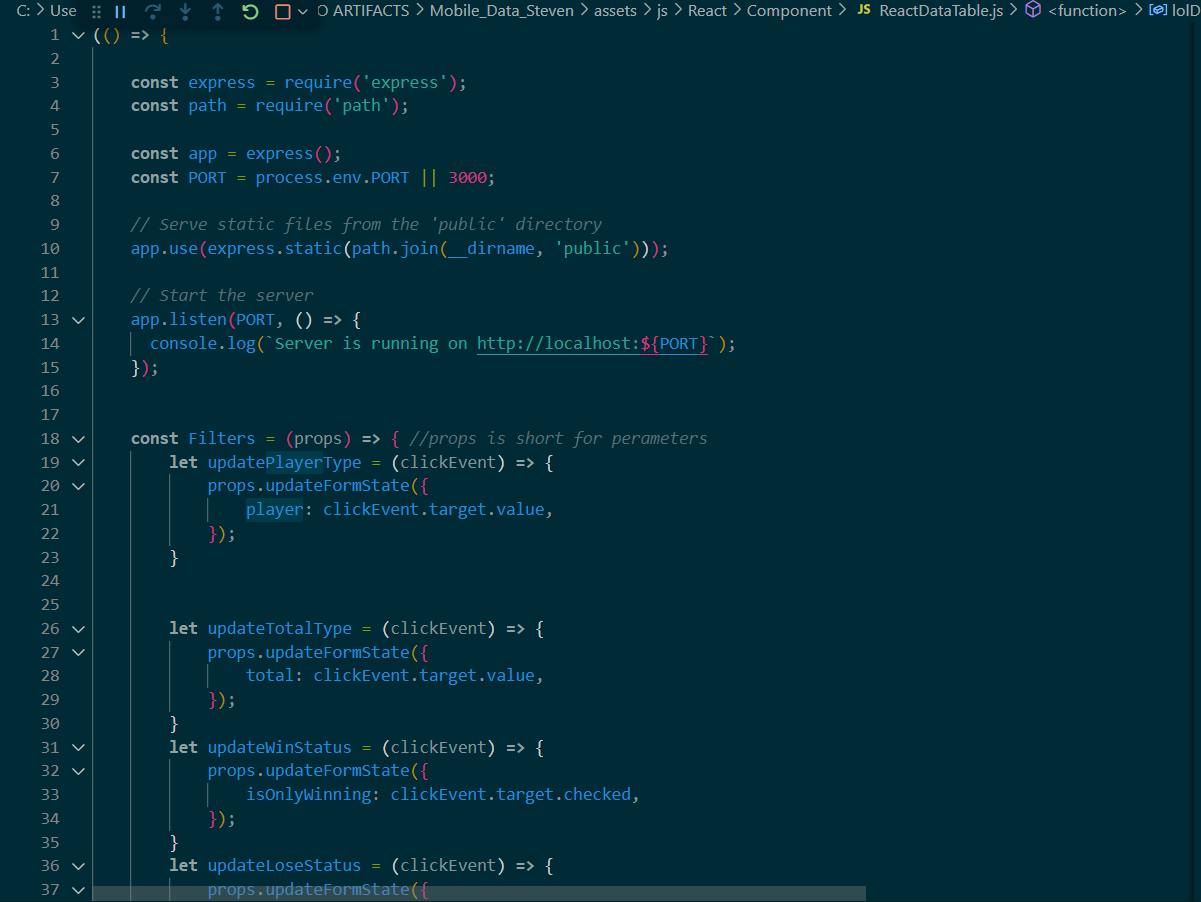 C: > Use O ARTIFACTS > Mobile_Data_Steven > assets > js > React > Component > JS ReactDataTable.js > <function> > lolD
1 (() => {
2
3 const express = require('express');
4 const path = require('path');
5
6 const app = express();
7 const PORT = process.env.PORT || 3000;
8
9 // Serve static files from the 'public' directory
10 app.use(express.static(path.join(__dirname, 'public')));
11
12 // Start the server
13 app.listen(PORT, () => {
14 console.log(`Server is running on http://localhost:${PORT}`);
15 });
16
17
18 const Filters = (props) => { //props is short for perameters
19 let updatePlayerType = (clickEvent) => {
20 props.updateFormState({
21 player: clickEvent.target.value,
22 });
23 }
24
25
26 let updateTotalType = (clickEvent) => {
27 props.updateFormState({
28 total: clickEvent.target.value,
29 });
30 }
31 let updateWinStatus = (clickEvent) => {
32 props.updateFormState({
33 isOnlyWinning: clickEvent.target.checked,
34 });
35 }
36 let updateLoseStatus = (clickEvent) => {
37 props.updateFormState({